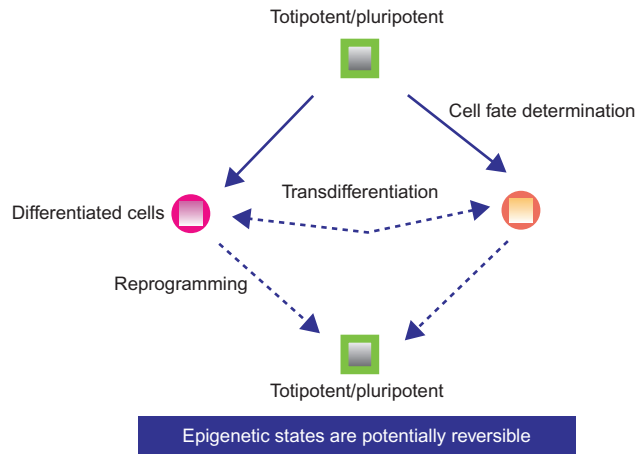 Totipotent/pluripotent
Cell fate determination
Transdifferentiation
Differentiated cells
Reprogramming
Totipotent/pluripotent
Epigenetic states are potentially reversible